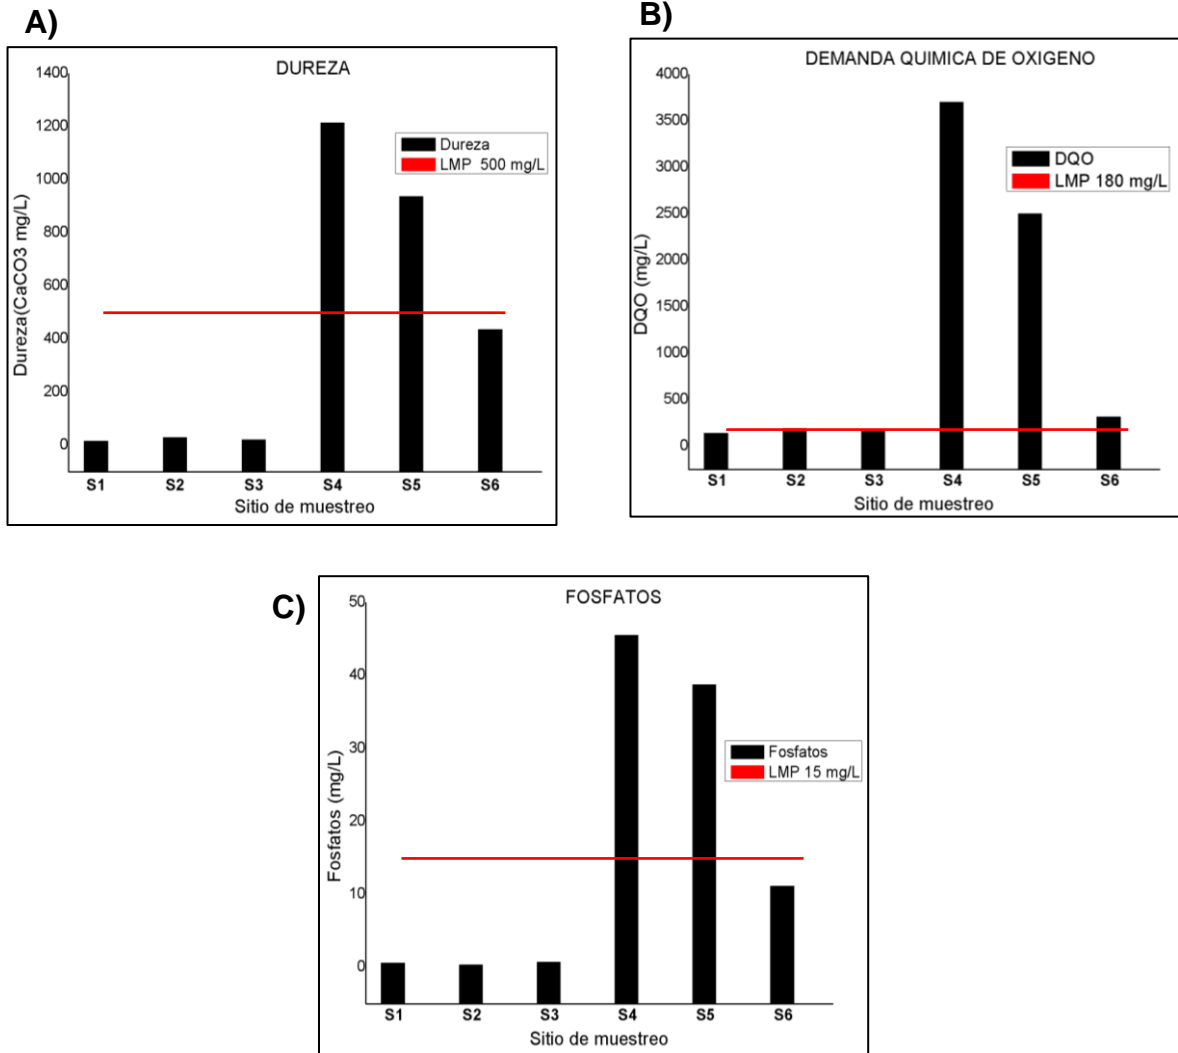 A)
DUREZA
1400
1200
1000
800
600
400
200
0
Dureza(CaCO3 mg/L)
Dureza
LMP 500 mg/L
S1 S2 S3 S4 S5 S6
Sitio de muestreo
B)
DEMANDA QUIMICA DE OXIGENO
4000
3500
3000
2500
2000
1500
1000
500
0
DQO (mg/L)
DQO
LMP 180 mg/L
S1 S2 S3 S4 S5 S6
Sitio de muestreo
C)
FOSFATOS
50
40
30
20
10
0
Fosfatos (mg/L)
Fosfatos
LMP 15 mg/L
S1 S2 S3 S4 S5 S6
Sitio de muestreo